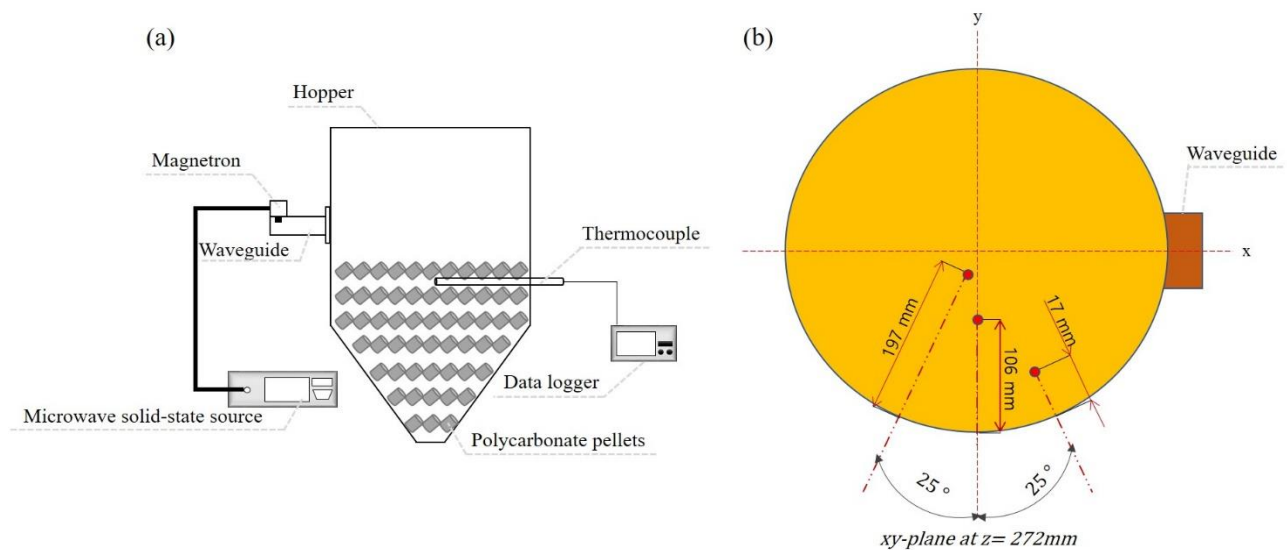 (a)
Hopper
Magnetron
Waveguide
Thermocouple
Data logger
Microwave solid-state source
Polycarbonate pellets
(b)
y
Waveguide
x
197 mm
106 mm
17 mm
25 °
25 °
xy-plane at z= 272mm